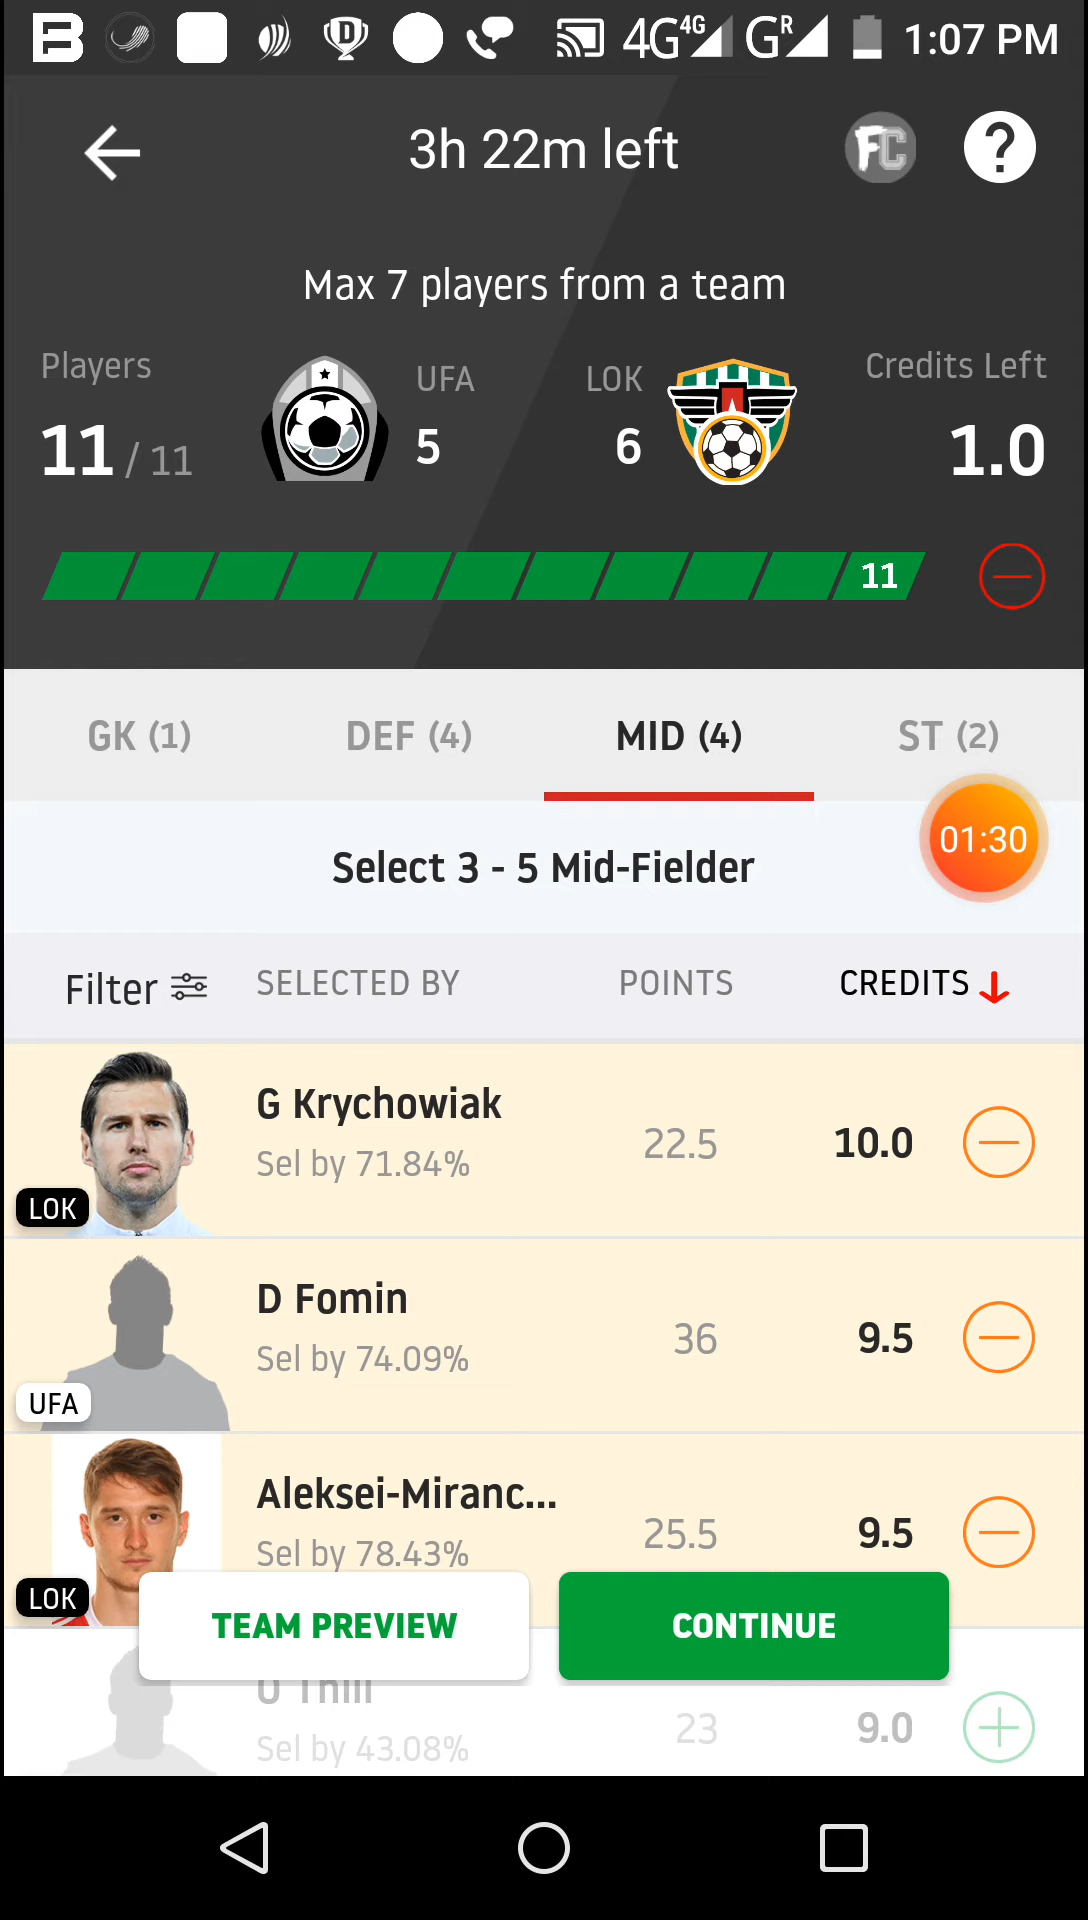 4G 4G G R 1:07 PM
3h 22m left
FC ?
Max 7 players from a team
Players UFA LOK Credits Left
11 / 11 5 6 1.0
11
GK (1) DEF (4) MID (4) ST (2)
01:30
Select 3 - 5 Mid-Fielder
Filter SELECTED BY POINTS CREDITS
G Krychowiak
Sel by 71.84% 22.5 10.0
LOK
D Fomin
Sel by 74.09% 36 9.5
UFA
Aleksei-Miranc...
Sel by 78.43% 25.5 9.5
LOK
TEAM PREVIEW CONTINUE
Sel by 43.08% 23 9.0